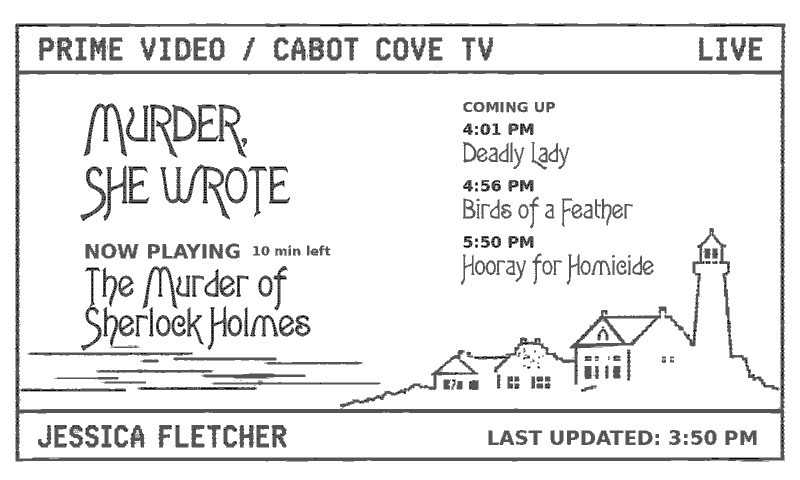 PRIME VIDEO / CABOT COVE TV
LIVE
MURDER,
SHE WROTE
NOW PLAYING 10 min left
The Murder of
Sherlock Holmes
COMING UP
4:01 PM
Deadly Lady
4:56 PM
Birds of a Feather
5:50 PM
Hooray for Homicide
JESSICA FLETCHER
LAST UPDATED: 3:50 PM